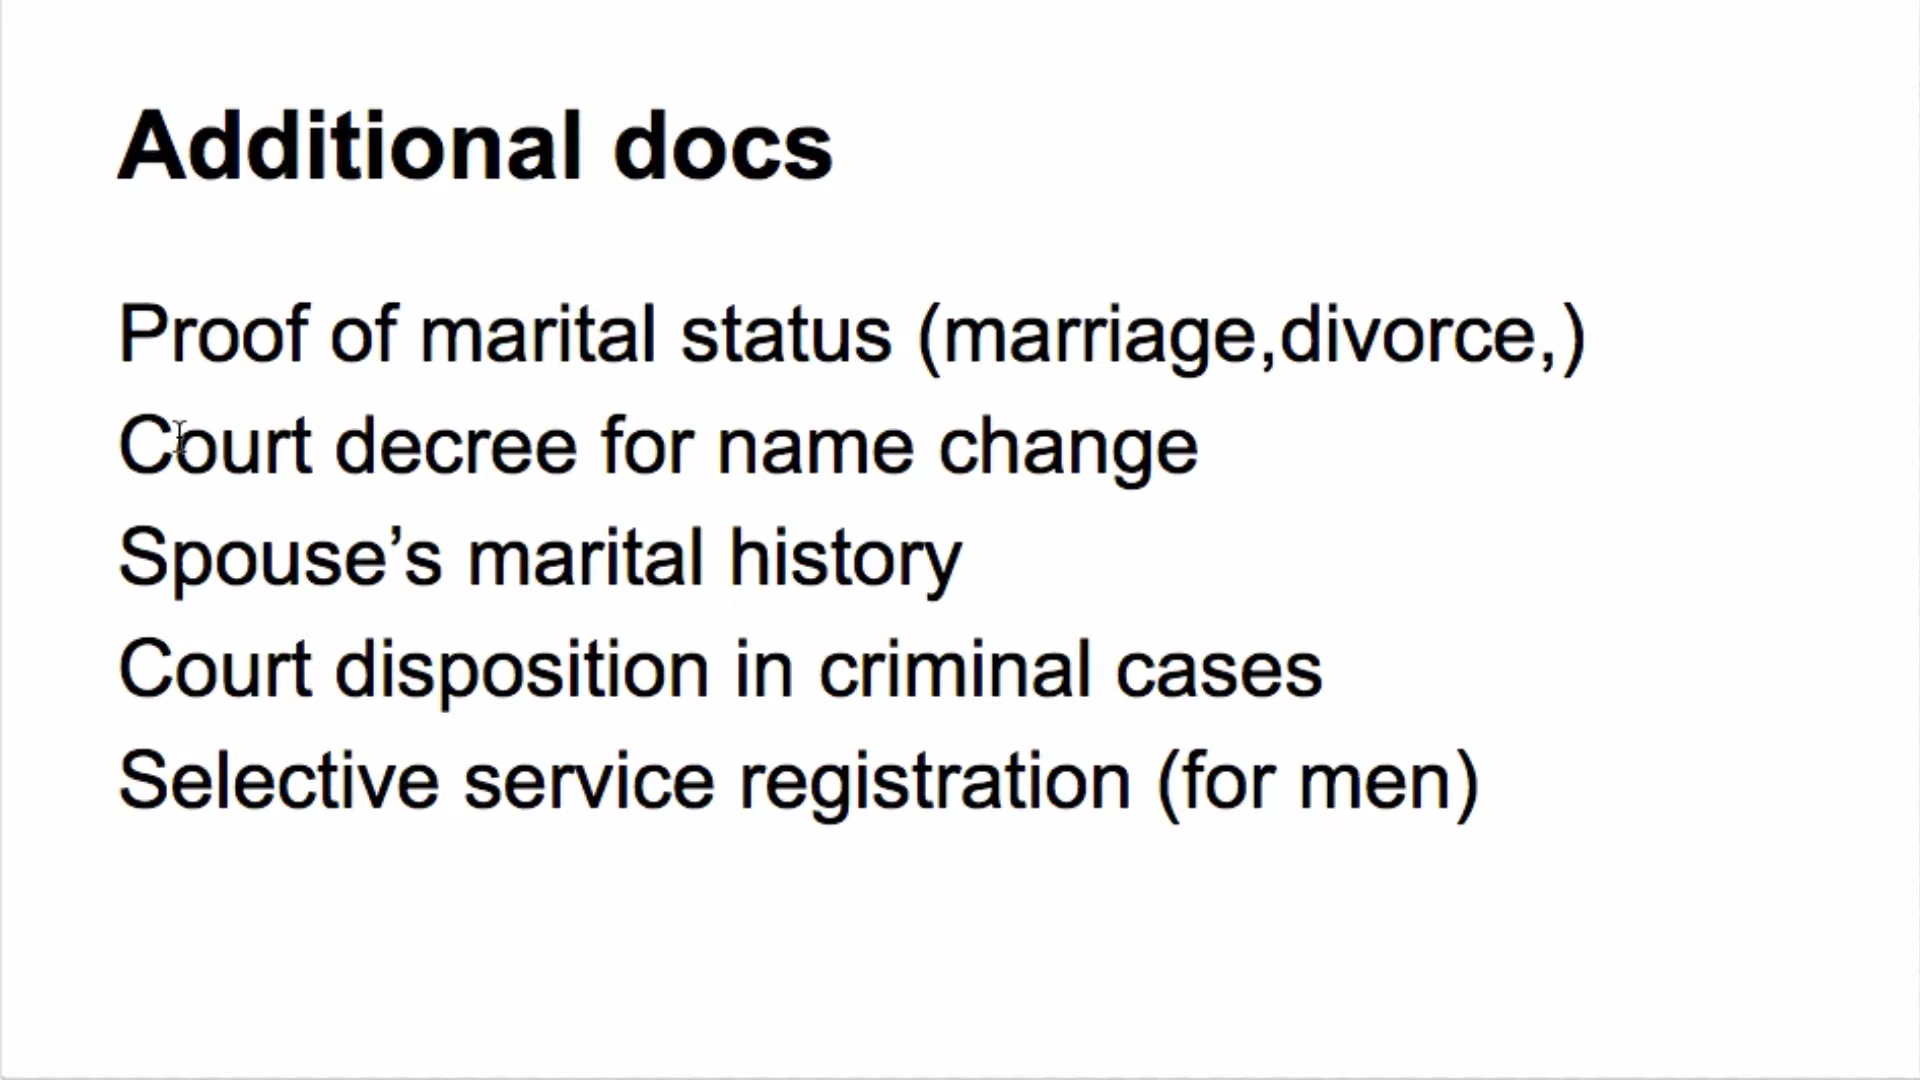 Additional docs
Proof of marital status (marriage,divorce,)
Court decree for name change
Spouse’s marital history
Court disposition in criminal cases
Selective service registration (for men)